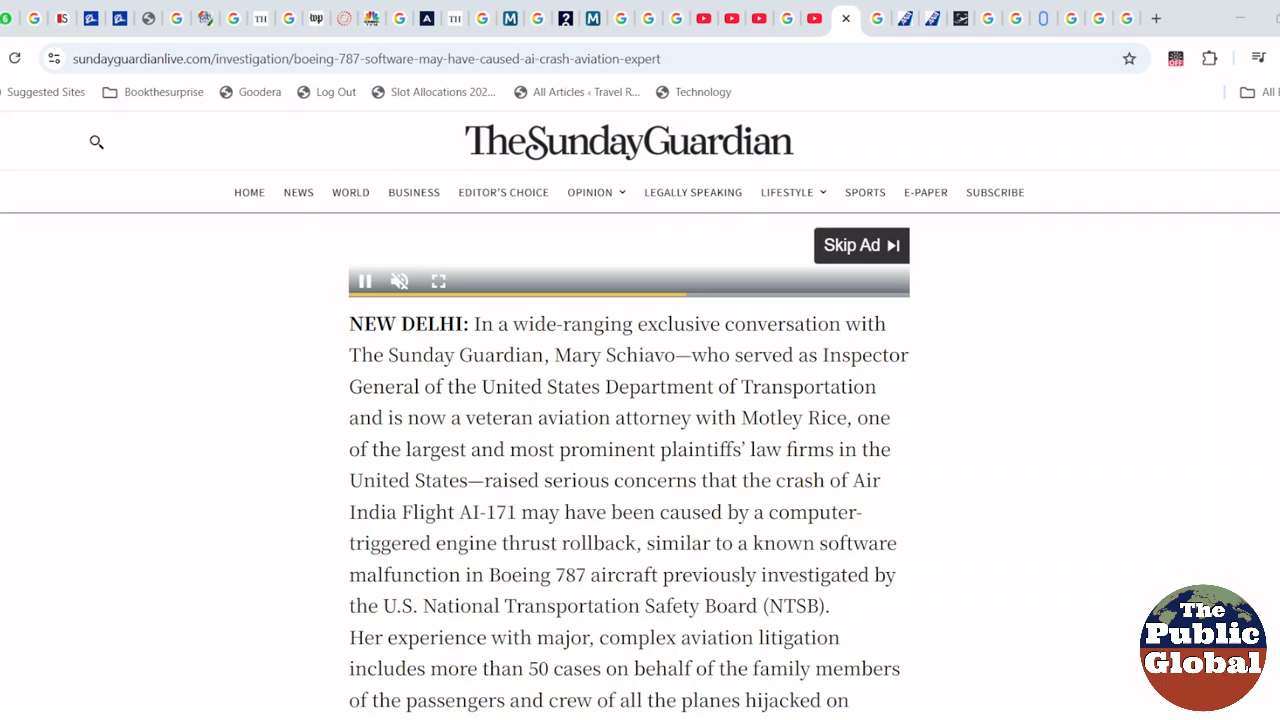 sundayguardianlive.com/investigation/boeing-787-software-may-have-caused-ai-crash-aviation-expert
OFF
Suggested Sites Bookthesurprise Goodera Log Out Slot Allocations 202... All Articles ‹ Travel R... Technology
The Sunday Guardian
HOME NEWS WORLD BUSINESS EDITOR'S CHOICE OPINION LEGALLY SPEAKING LIFESTYLE SPORTS E-PAPER SUBSCRIBE
Skip Ad
NEW DELHI: In a wide-ranging exclusive conversation with
The Sunday Guardian, Mary Schiavo—who served as Inspector
General of the United States Department of Transportation
and is now a veteran aviation attorney with Motley Rice, one
of the largest and most prominent plaintiffs' law firms in the
United States—raised serious concerns that the crash of Air
India Flight AI-171 may have been caused by a computer-
triggered engine thrust rollback, similar to a known software
malfunction in Boeing 787 aircraft previously investigated by
the U.S. National Transportation Safety Board (NTSB).
Her experience with major, complex aviation litigation
includes more than 50 cases on behalf of the family members
of the passengers and crew of all the planes hijacked on
The
Public
Global